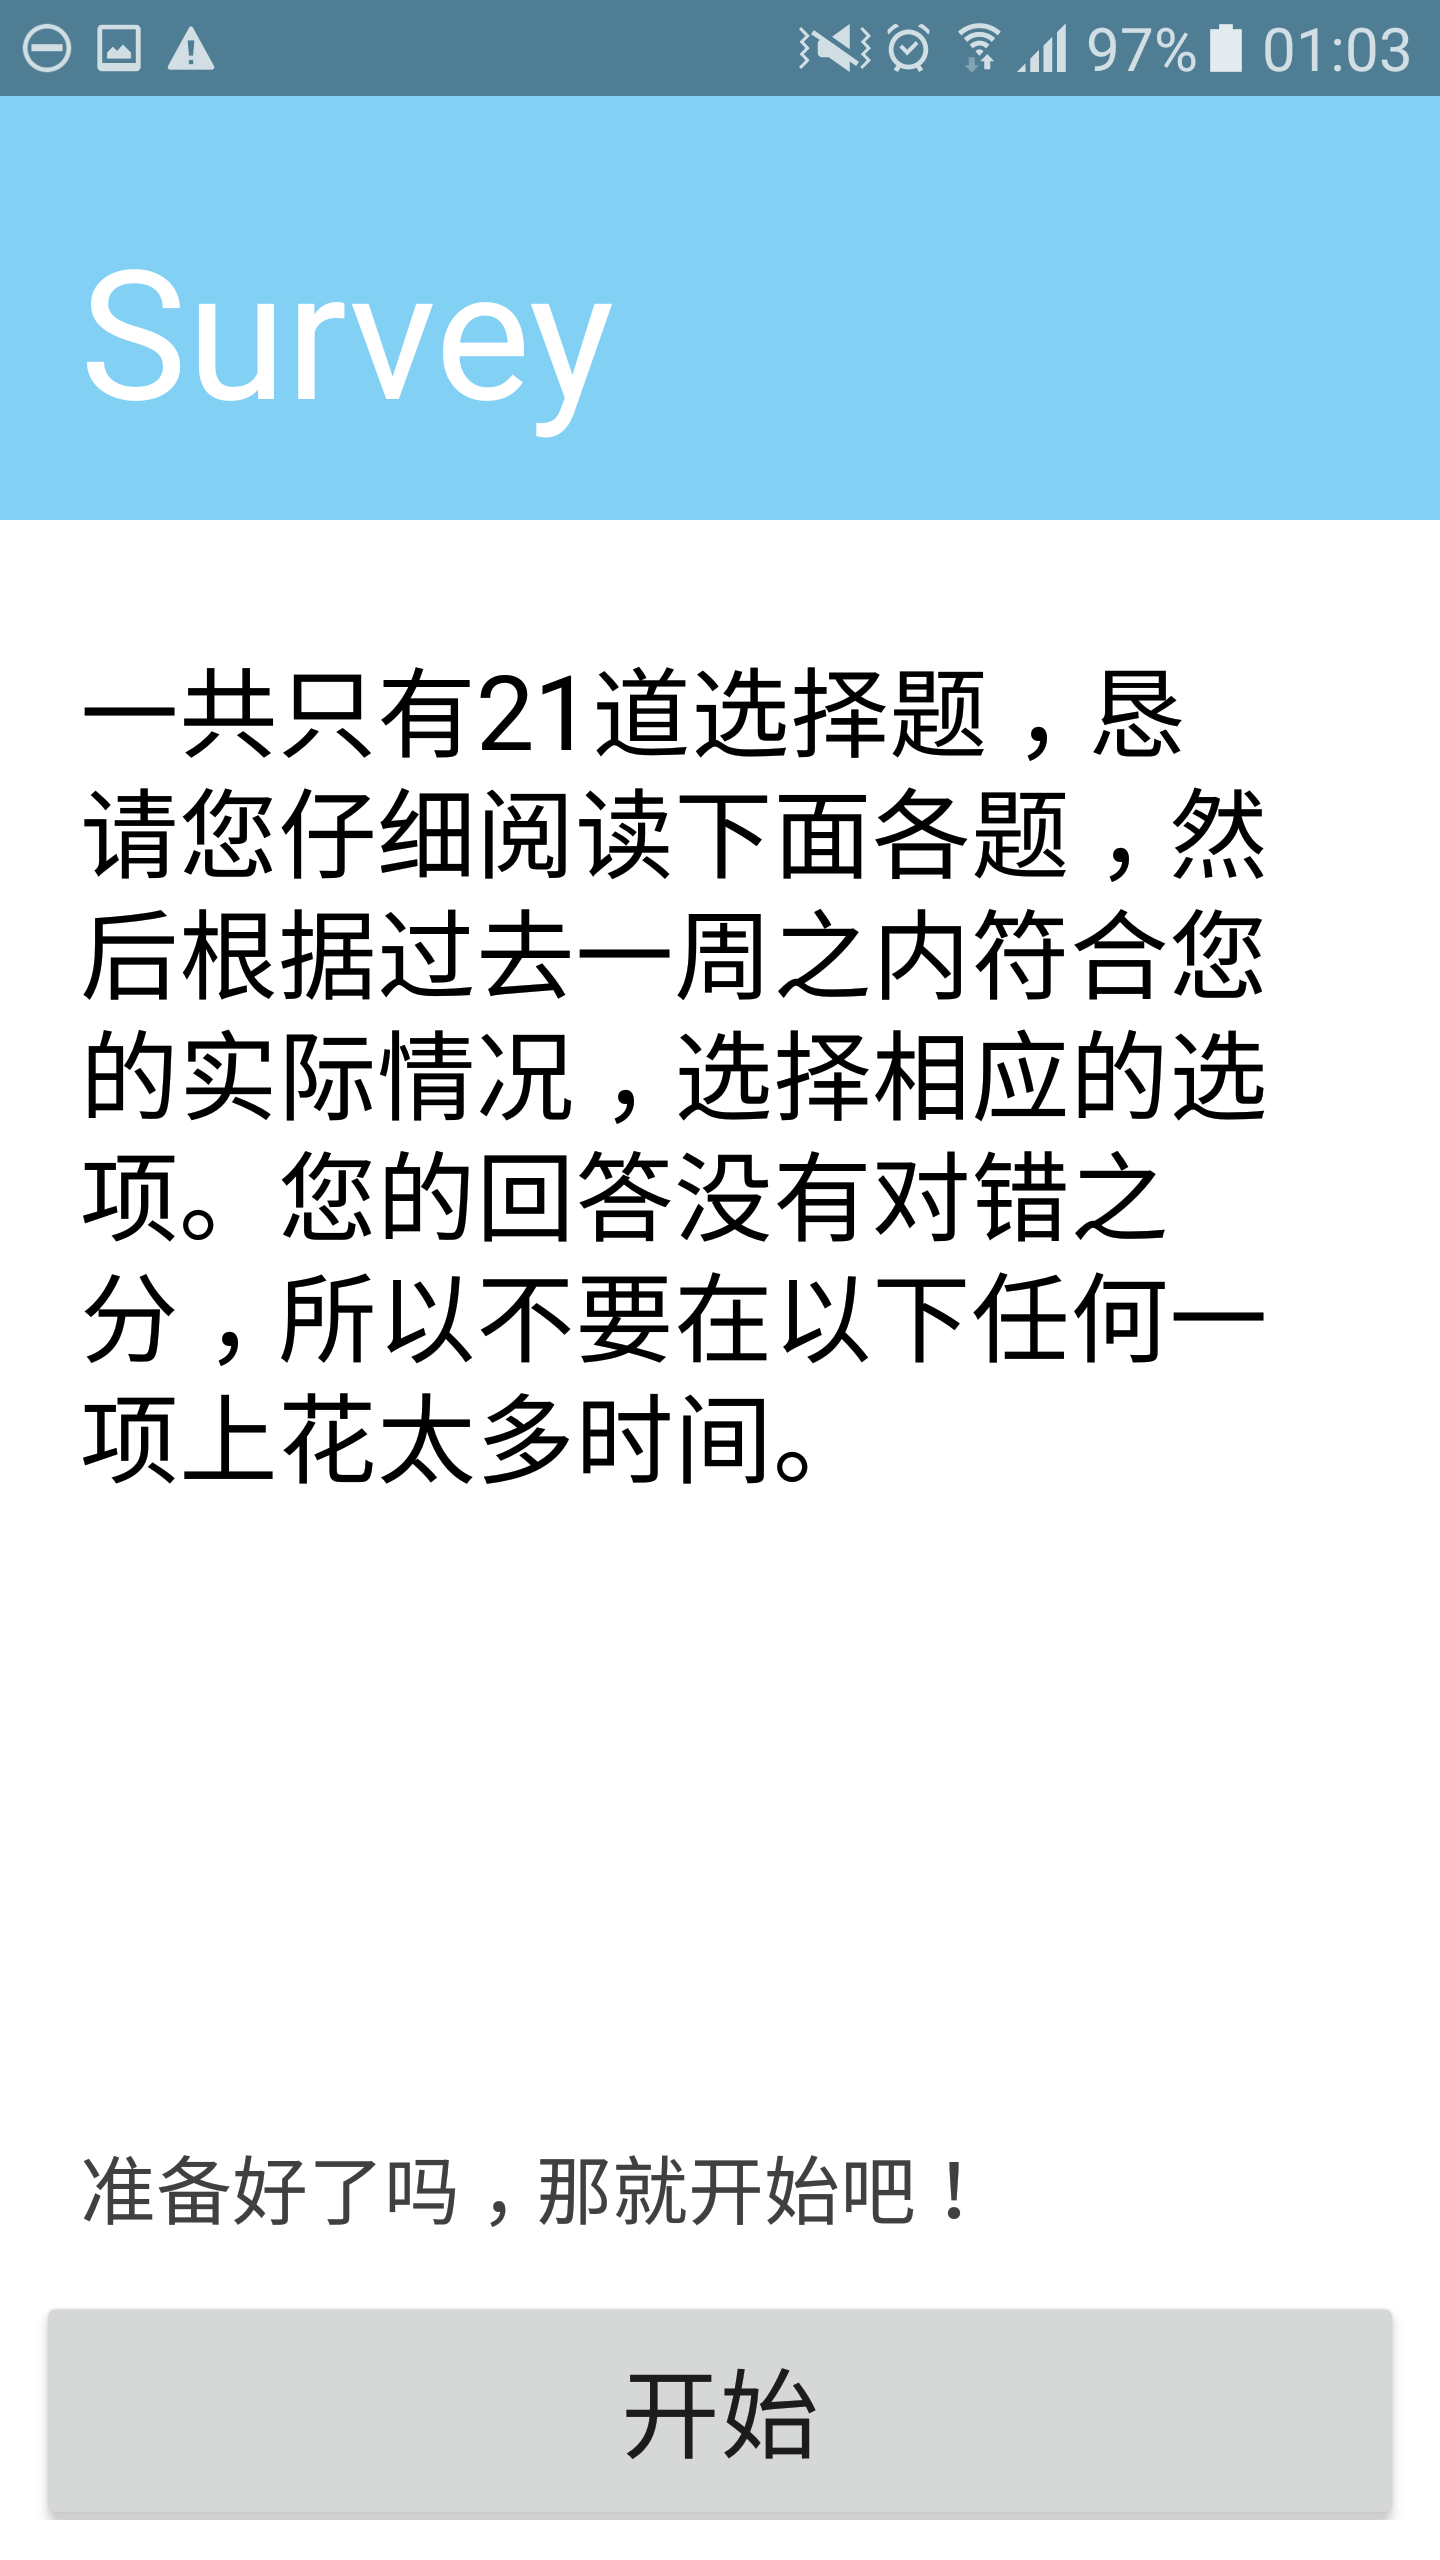 97% 01:03
Survey
一共只有21道选择题，恳
请您仔细阅读下面各题，然
后根据过去一周之内符合您
的实际情况，选择相应的选
项。您的回答没有对错之
分，所以不要在以下任何一
项上花太多时间。
准备好了吗，那就开始吧！
开始